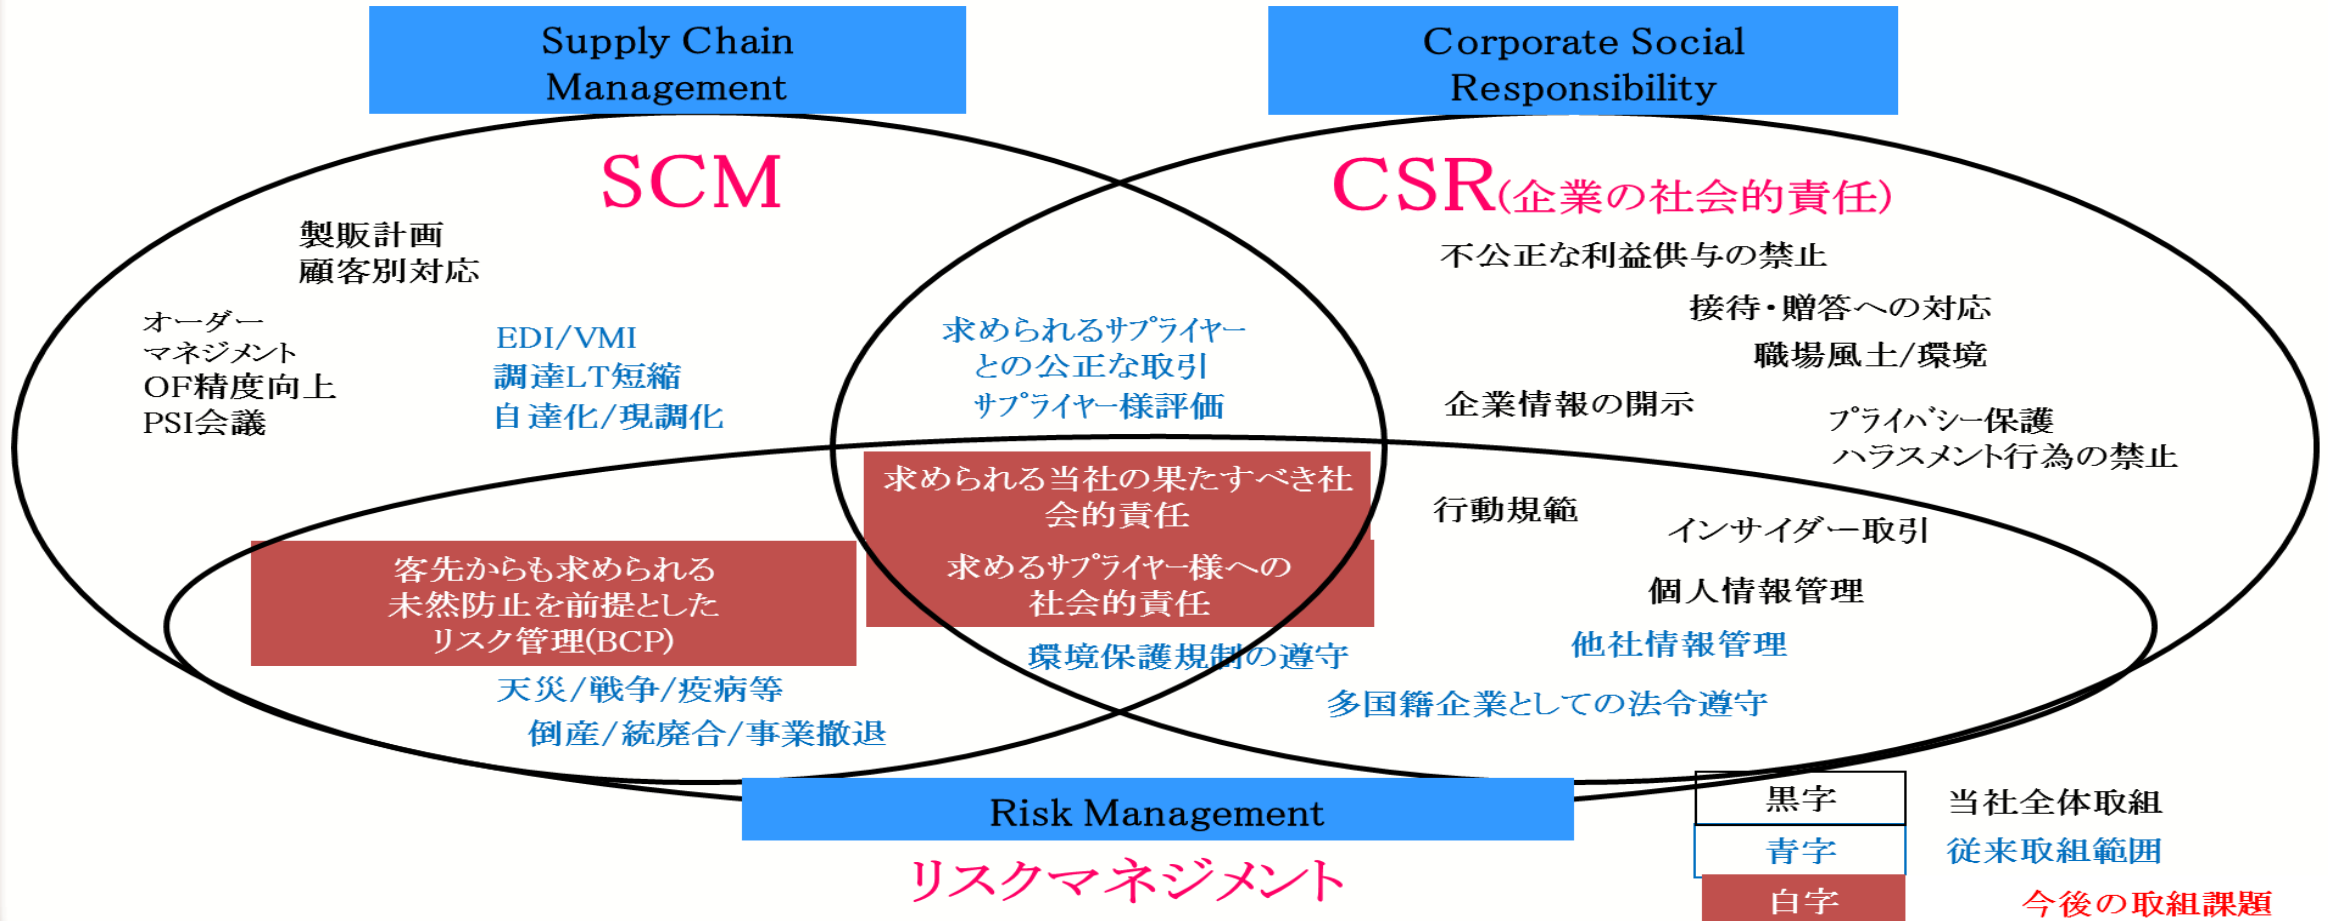 Supply Chain
Management
Corporate Social
Responsibility
SCM
CSR(企業の社会的責任)
製販計画
顧客別対応
オーダー
マネジメント
OF精度向上
PSI会議
EDI/VMI
調達LT短縮
自達化/現調化
求められるｻﾌﾟﾗｲﾔｰ
との公正な取引
ｻﾌﾟﾗｲﾔｰ様評価
不公正な利益供与の禁止
接待・贈答への対応
職場風土/環境
企業情報の開示
ﾌﾟﾗｲﾊﾞｼｰ保護
ハラスメント行為の禁止
求められる当社の果たすべき社
会的責任
求めるｻﾌﾟﾗｲﾔｰ様への
社会的責任
客先からも求められる
未然防止を前提とした
リスク管理(BCP)
天災/戦争/疫病等
倒産/統廃合/事業撤退
環境保護規制の遵守
行動規範
インサイダー取引
個人情報管理
他社情報管理
多国籍企業としての法令遵守
Risk Management
リスクマネジメント
黒字 当社全体取組
青字 従来取組範囲
白字 今後の取組課題